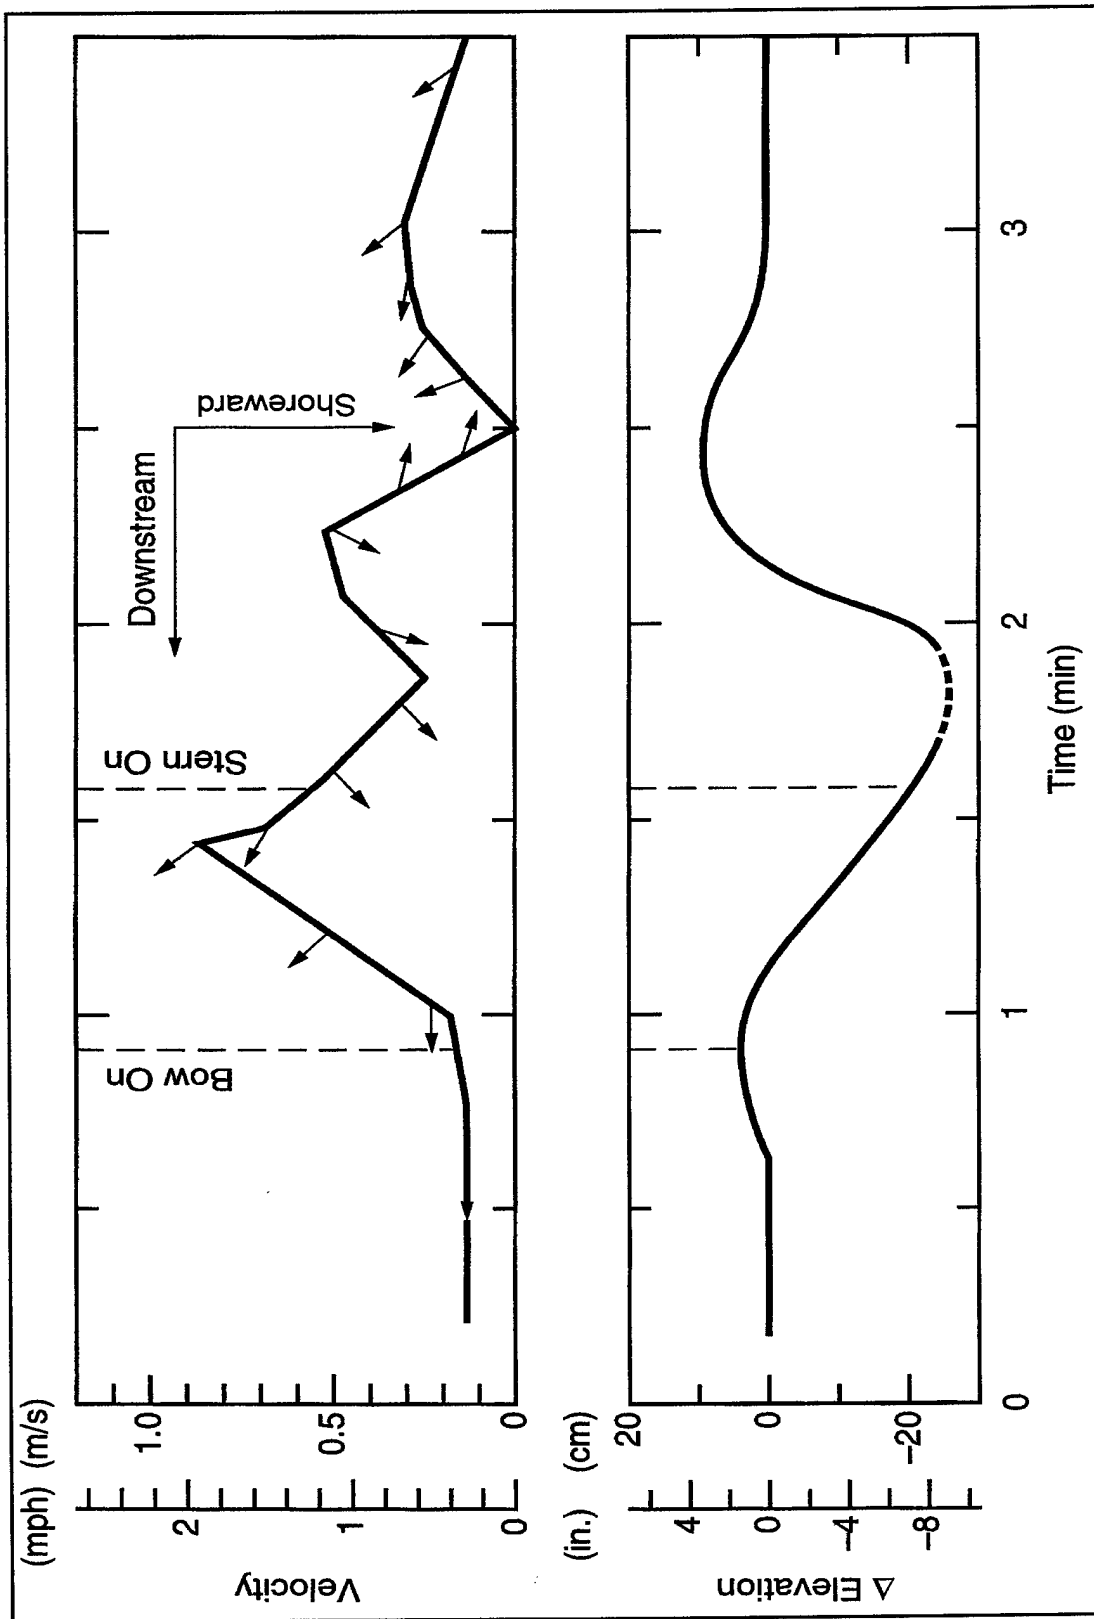 (mph) (m/s)
Velocity
2
1
0
1.0
0.5
0
Bow On
Stern On
Downstream
Shoreward
(in.) (cm)
Δ Elevation
4
0
-4
-8
20
0
-20
0
1
2
3
Time (min)